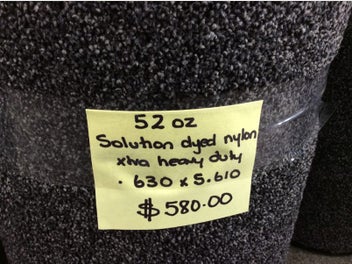 52 oz
Solution dyed nylon
xtra heavy duty
· 630 x 5.610
$580.00